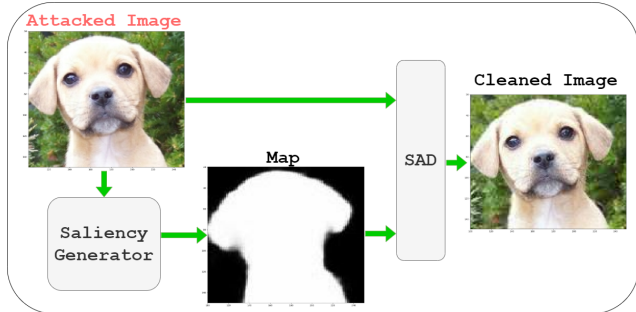 Attacked Image
Cleaned Image
Map
SAD
Saliency
Generator